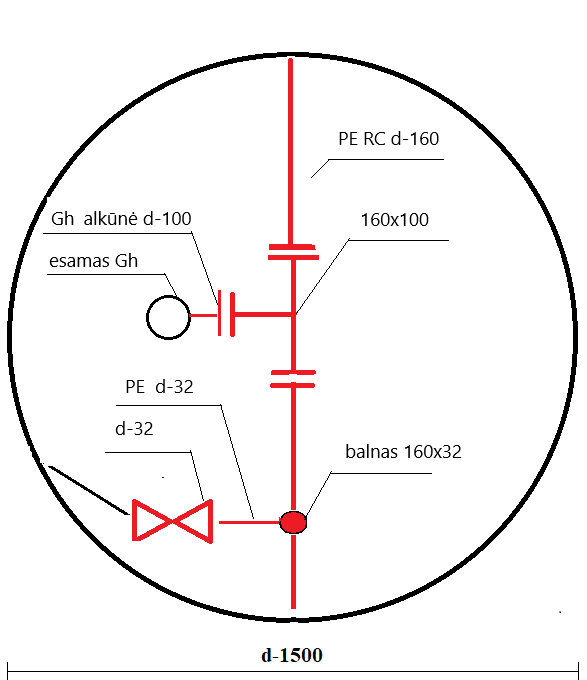 PE RC d-160
Gh alkūnė d-100
160x100
esamas Gh
PE d-32
d-32
balnas 160x32
d-1500